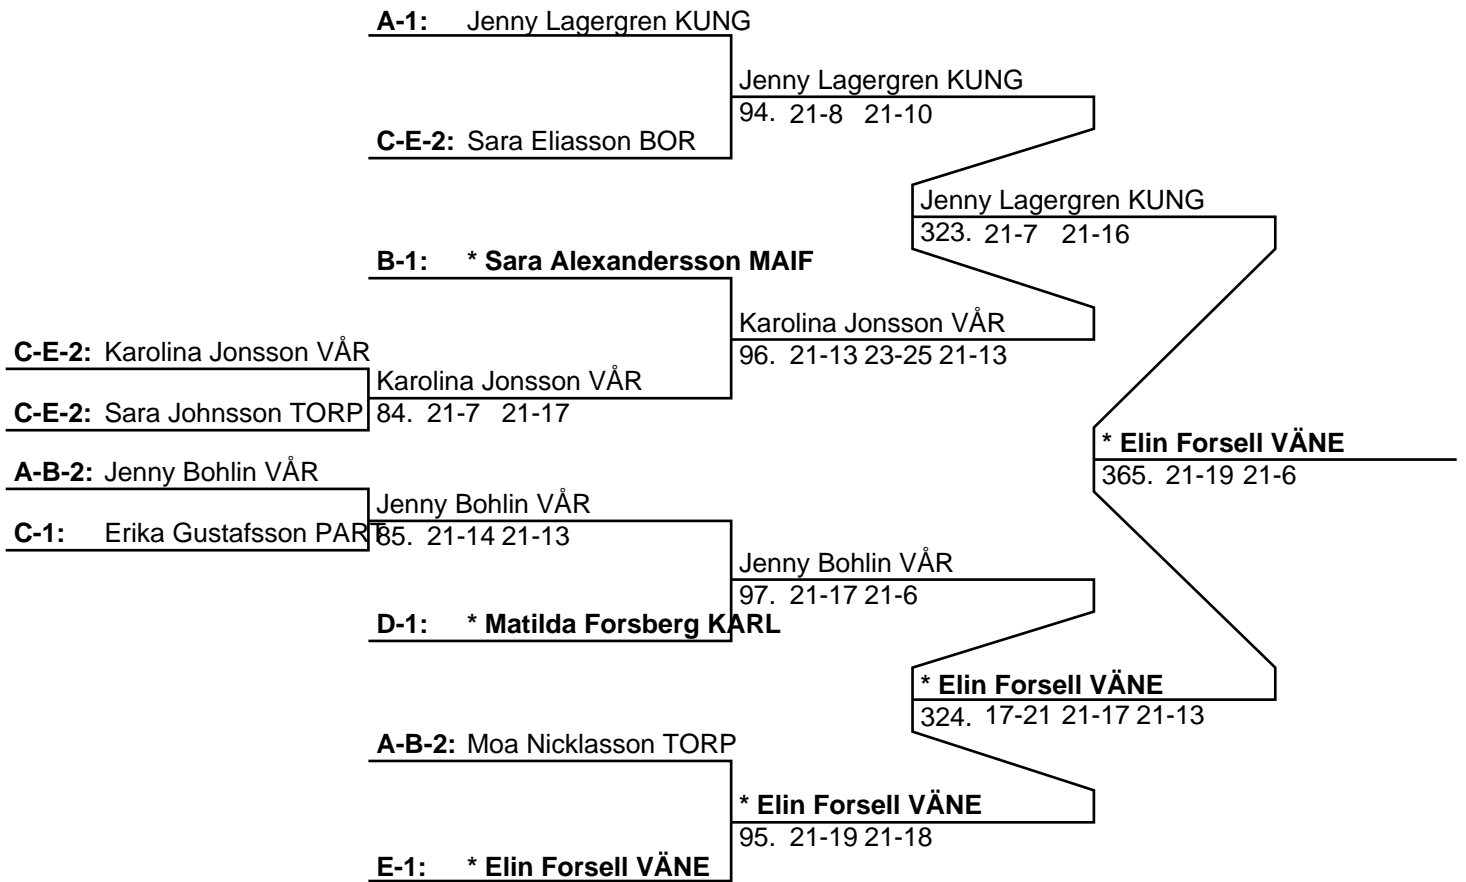 A-1: Jenny Lagergren KUNG
Jenny Lagergren KUNG
94. 21-8 21-10
C-E-2: Sara Eliasson BOR
Jenny Lagergren KUNG
323. 21-7 21-16
B-1: * Sara Alexandersson MAIF
Karolina Jonsson VÅR
96. 21-13 23-25 21-13
C-E-2: Karolina Jonsson VÅR
Karolina Jonsson VÅR
84. 21-7 21-17
C-E-2: Sara Johnsson TORP
* Elin Forsell VÄNE
365. 21-19 21-6
A-B-2: Jenny Bohlin VÅR
Jenny Bohlin VÅR
85. 21-14 21-13
C-1: Erika Gustafsson PART
Jenny Bohlin VÅR
97. 21-17 21-6
D-1: * Matilda Forsberg KARL
* Elin Forsell VÄNE
324. 17-21 21-17 21-13
A-B-2: Moa Nicklasson TORP
* Elin Forsell VÄNE
95. 21-19 21-18
E-1: * Elin Forsell VÄNE